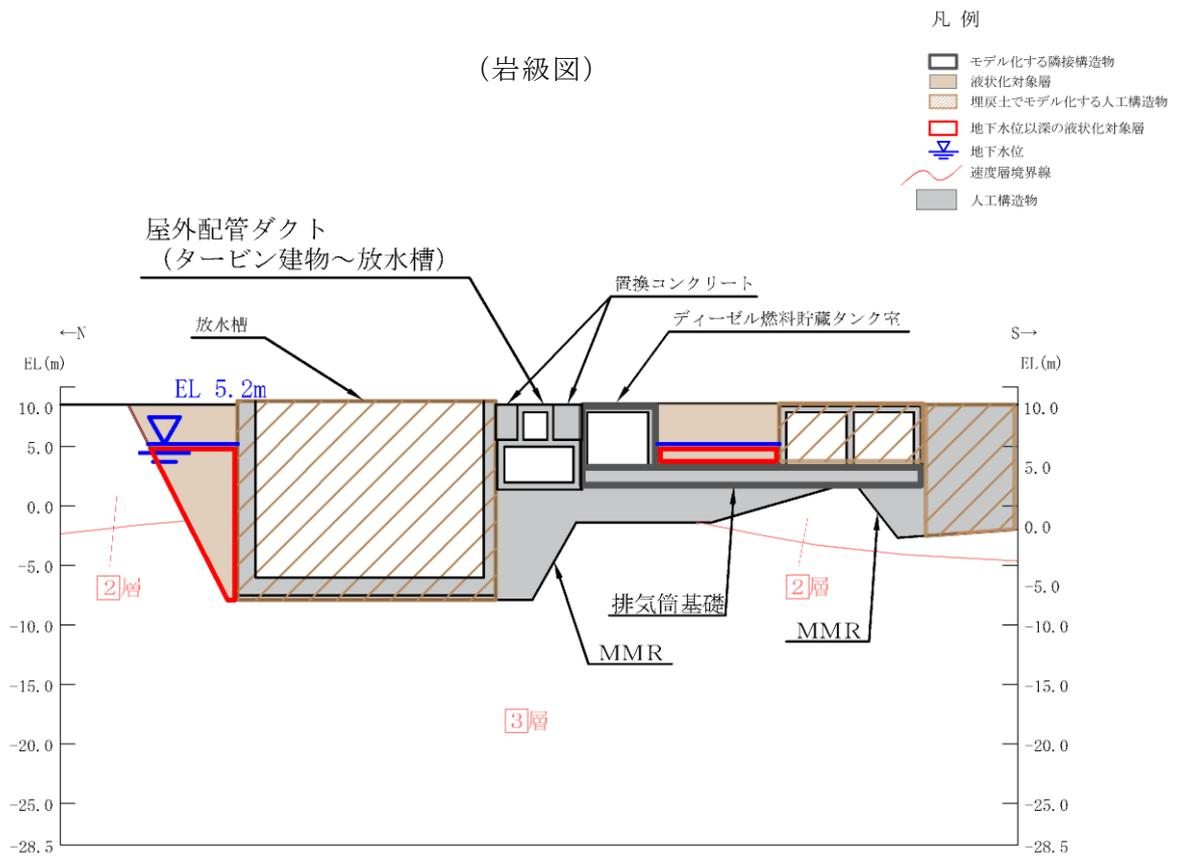 凡 例
(岩級図)
モデル化する隣接構造物
液状化対象層
埋戻土でモデル化する人工構造物
地下水位以深の液状化対象層
地下水位
速度層境界線
人工構造物
屋外配管ダクト
(タービン建物～放水槽)
置換コンクリート
放水槽
ディーゼル燃料貯蔵タンク室
←N
S→
EL(m)
EL(m)
EL 5.2m
10.0
10.0
5.0
5.0
0.0
0.0
-5.0
-5.0
2層
2層
排気筒基礎
-10.0
-10.0
MMR
MMR
-15.0
-15.0
3層
-20.0
-20.0
-25.0
-25.0
-28.5
-28.5